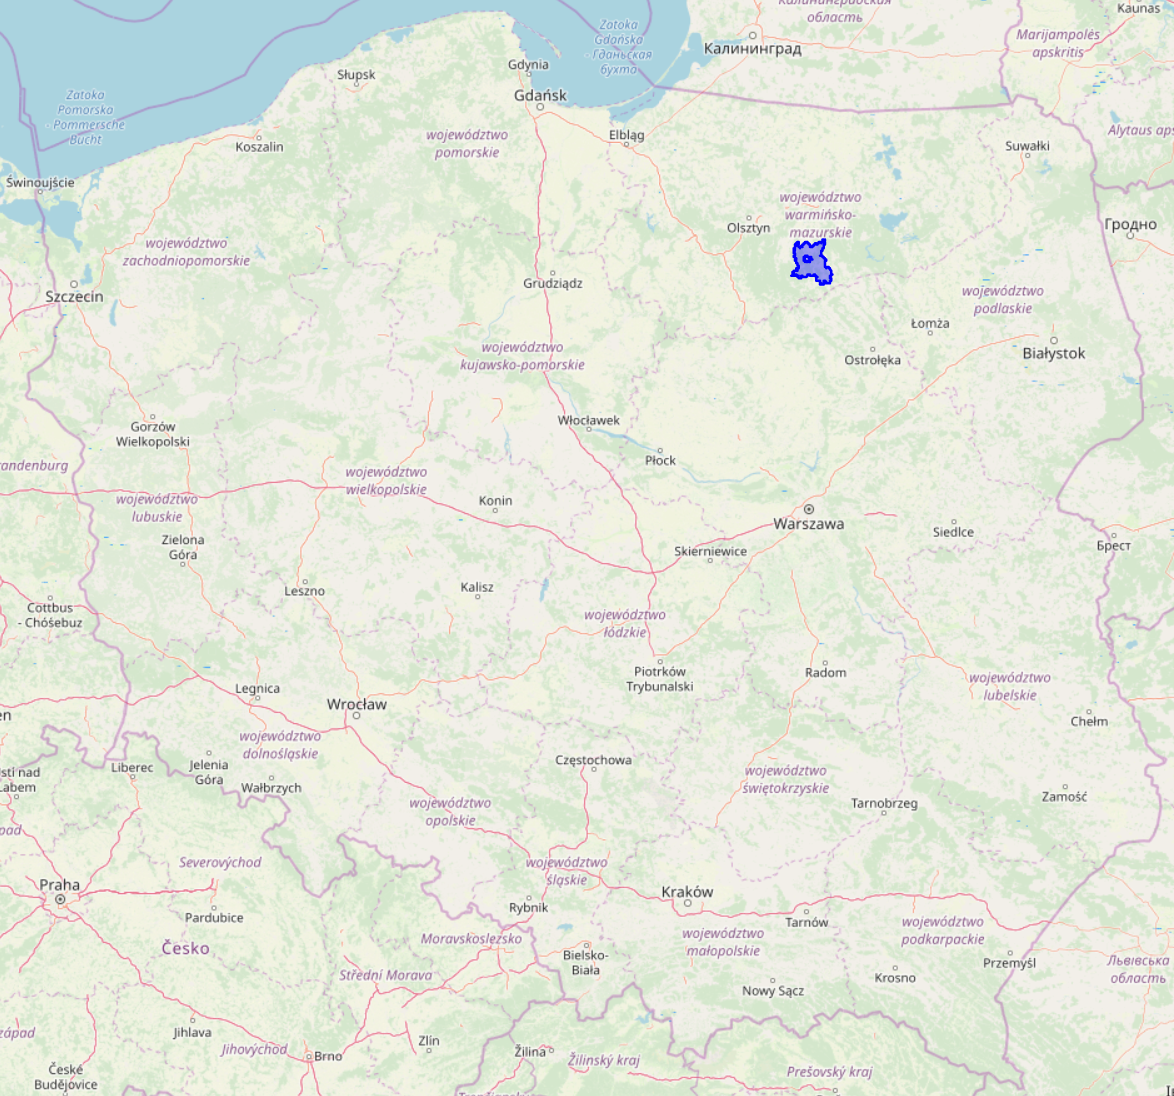 Калининградская
область
Kaunas
Zatoka
Gdańska
- Гданьская
бухта
Marijampolės
apskritis
Калининград
Gdynia
Słupsk
Gdańsk
Zatoka
Pomorska
- Pommersche
Bucht
Elbląg
województwo
pomorskie
Koszalin
Suwałki
Alytaus aps
Świnoujście
województwo
warmińsko-
mazurskie
Olsztyn
Гродно
województwo
zachodniopomorskie
Szczecin
Grudziądz
województwo
podlaskie
Łomża
Białystok
Ostrołęka
województwo
kujawsko-pomorskie
Włocławek
Gorzów
Wielkopolski
Płock
randenburg
województwo
wielkopolskie
województwo
lubuskie
Konin
Warszawa
Siedlce
Брест
Zielona
Góra
Skierniewice
Leszno
Kalisz
Cottbus
- Chóśebuz
województwo
łódzkie
Piotrków
Trybunalski
Radom
województwo
lubelskie
Legnica
Wrocław
en
Chełm
województwo
dolnośląskie
Częstochowa
Jelenia
Góra
Liberec
sti nad
Labem
Wałbrzych
województwo
świętokrzyskie
województwo
opolskie
Tarnobrzeg
Zamość
pad
Severovýchod
województwo
śląskie
Praha
Kraków
Rybnik
Pardubice
Tarnów
województwo
podkarpackie
Moravskoslezsko
województwo
małopolskie
Česko
Bielsko-
Biała
Przemyśl
Львівська
область
Střední Morava
Krosno
Nowy Sącz
západ
Jihlava
Zlín
Jihovýchod
Brno
Žilina
Žilinský kraj
České
Budějovice
Prešovský kraj